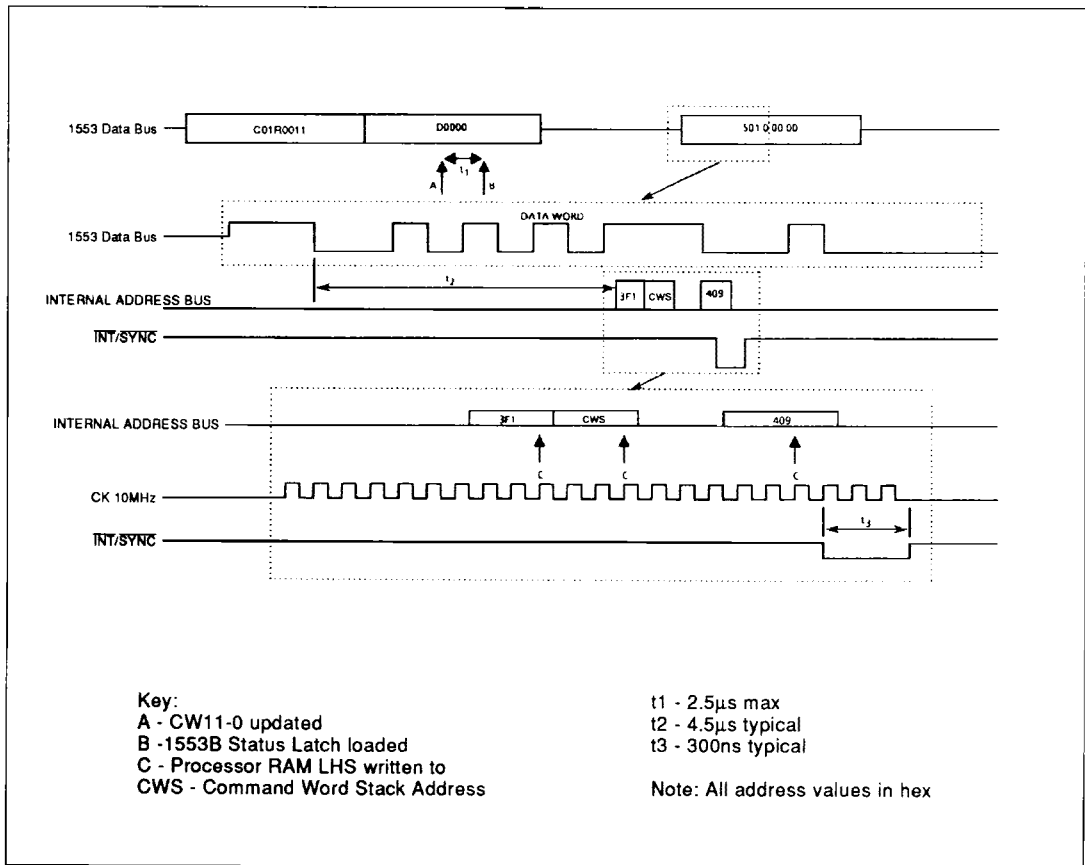 1553 Data Bus
C01R0011
D0000
S01 0 00 00
A
t1
B
DATA WORD
1553 Data Bus
t2
INTERNAL ADDRESS BUS
3F1
CWS
409
INT/SYNC
INTERNAL ADDRESS BUS
3F1
CWS
409
C
C
C
CK 10MHz
t3
INT/SYNC
Key:
A - CW11-0 updated
B -1553B Status Latch loaded
C - Processor RAM LHS written to
CWS - Command Word Stack Address
t1 - 2.5µs max
t2 - 4.5µs typical
t3 - 300ns typical
Note: All address values in hex